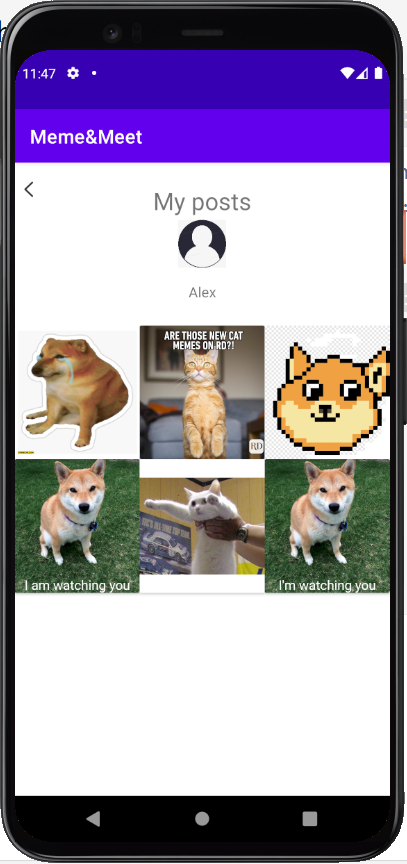 11:47
Meme&Meet
My posts
Alex
ARE THOSE NEW CAT
MEMES ON RD?!
RD
I am watching you
I'm watching you